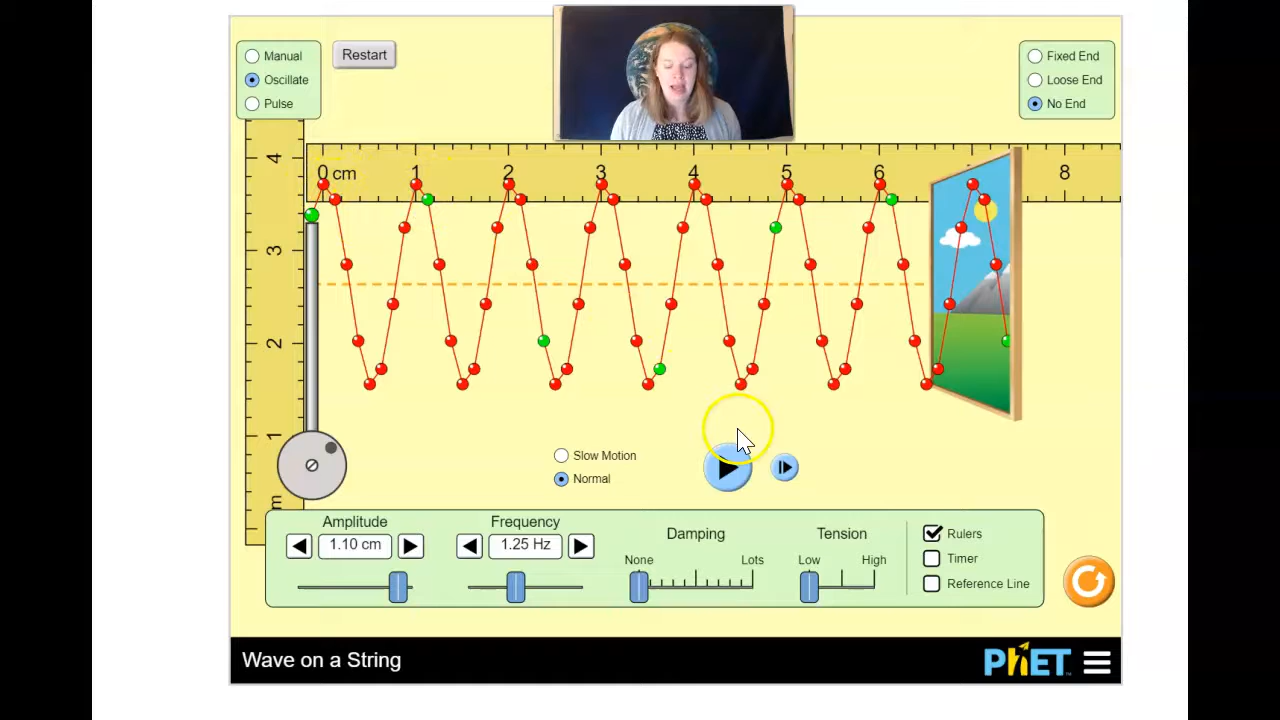 Manual
Oscillate
Pulse
Restart
Fixed End
Loose End
No End
4
3
2
1
0 cm 1 2 3 4 5 6 8
Slow Motion
Normal
Amplitude
1.10 cm
Frequency
1.25 Hz
Damping
None Lots
Tension
Low High
Rulers
Timer
Reference Line
Wave on a String
PhET